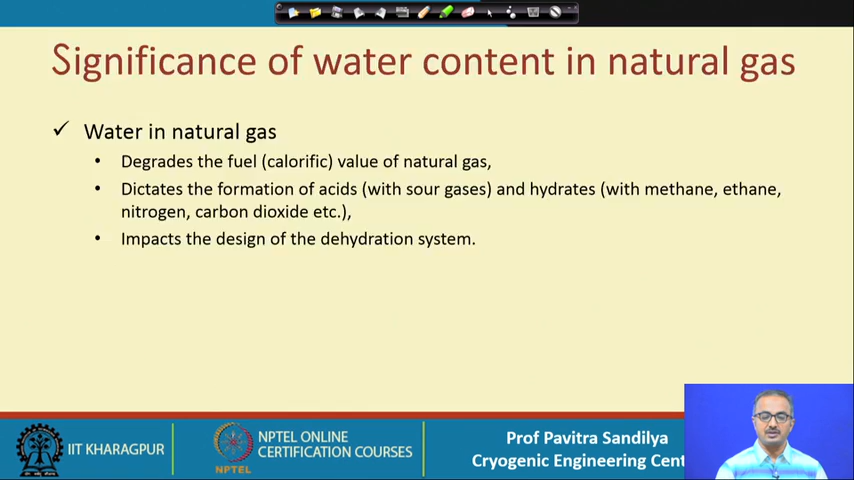 Significance of water content in natural gas
✓ Water in natural gas
• Degrades the fuel (calorific) value of natural gas,
• Dictates the formation of acids (with sour gases) and hydrates (with methane, ethane,
nitrogen, carbon dioxide etc.),
• Impacts the design of the dehydration system.
IIT KHARAGPUR
NPTEL
NPTEL ONLINE
CERTIFICATION COURSES
Prof Pavitra Sandilya
Cryogenic Engineering Cent